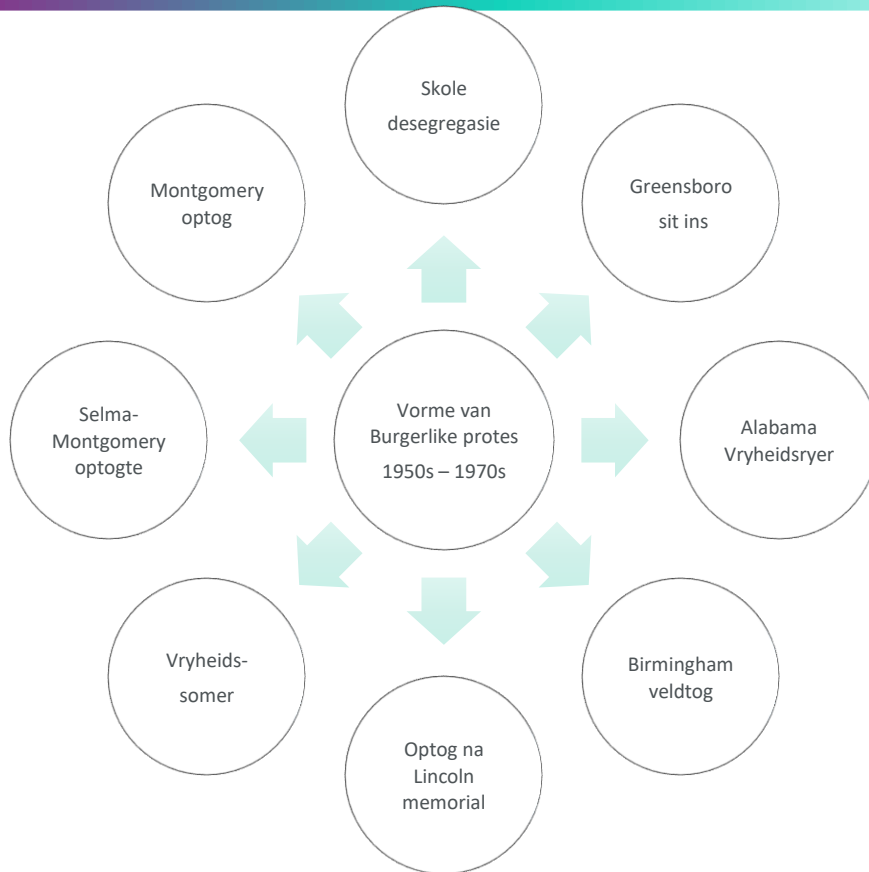 Skole
desegregasie
Greensboro
sit ins
Alabama
Vryheidsryer
Birmingham
veldtog
Optog na
Lincoln
memorial
Vryheids-
somer
Selma-
Montgomery
optogte
Montgomery
optog
Vorme van
Burgerlike protes
1950s – 1970s